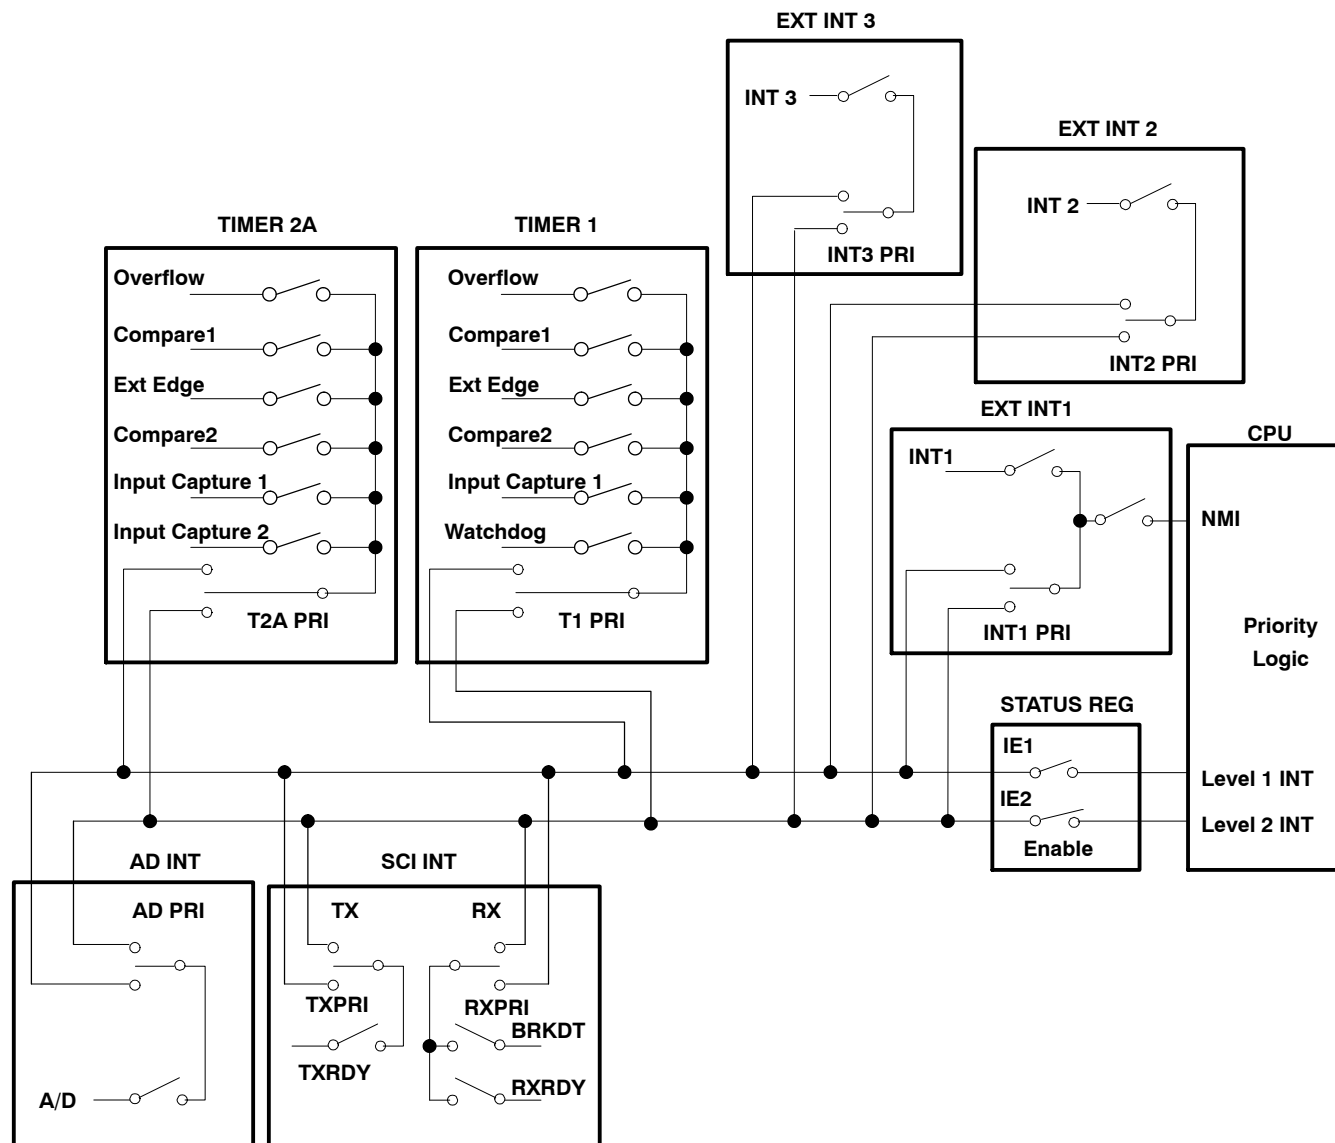 EXT INT 3
INT 3
INT3 PRI
EXT INT 2
INT 2
INT2 PRI
TIMER 2A
Overflow
Compare1
Ext Edge
Compare2
Input Capture 1
Input Capture 2
T2A PRI
TIMER 1
Overflow
Compare1
Ext Edge
Compare2
Input Capture 1
Watchdog
T1 PRI
EXT INT1
INT1
INT1 PRI
CPU
NMI
Priority
Logic
Level 1 INT
Level 2 INT
STATUS REG
IE1
IE2
Enable
AD INT
AD PRI
A/D
SCI INT
TX
RX
TXPRI
RXPRI
BRKDT
TXRDY
RXRDY